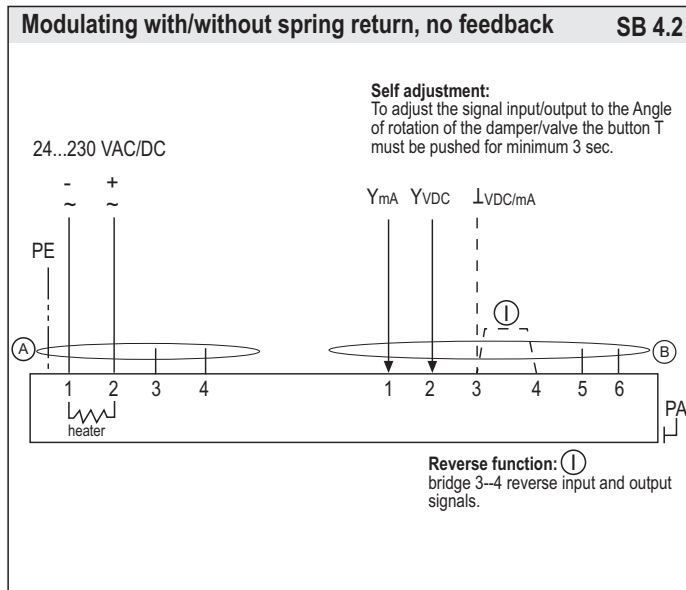 Modulating with/without spring return, no feedback SB 4.2
Self adjustment:
To adjust the signal input/output to the Angle
of rotation of the damper/valve the button T
must be pushed for minimum 3 sec.
24...230 VAC/DC
- +
~ ~
YmA YVDC ⊥VDC/mA
PE
A
B
1 2 3 4 1 2 3 4 5 6
heater
PA
Reverse function: I
bridge 3--4 reverse input and output
signals.